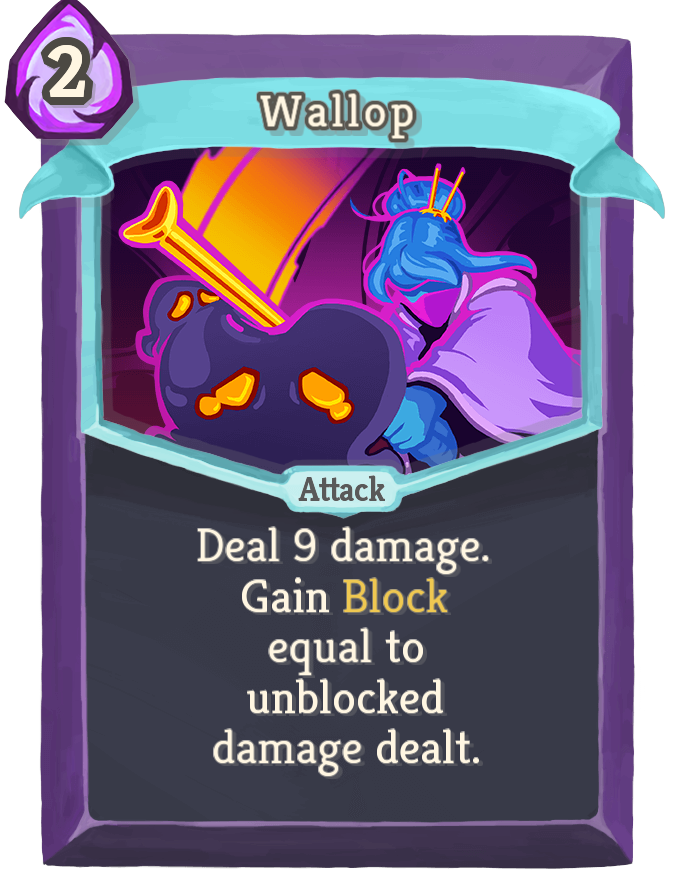 2
Wallop
Attack
Deal 9 damage.
Gain Block
equal to
unblocked
damage dealt.